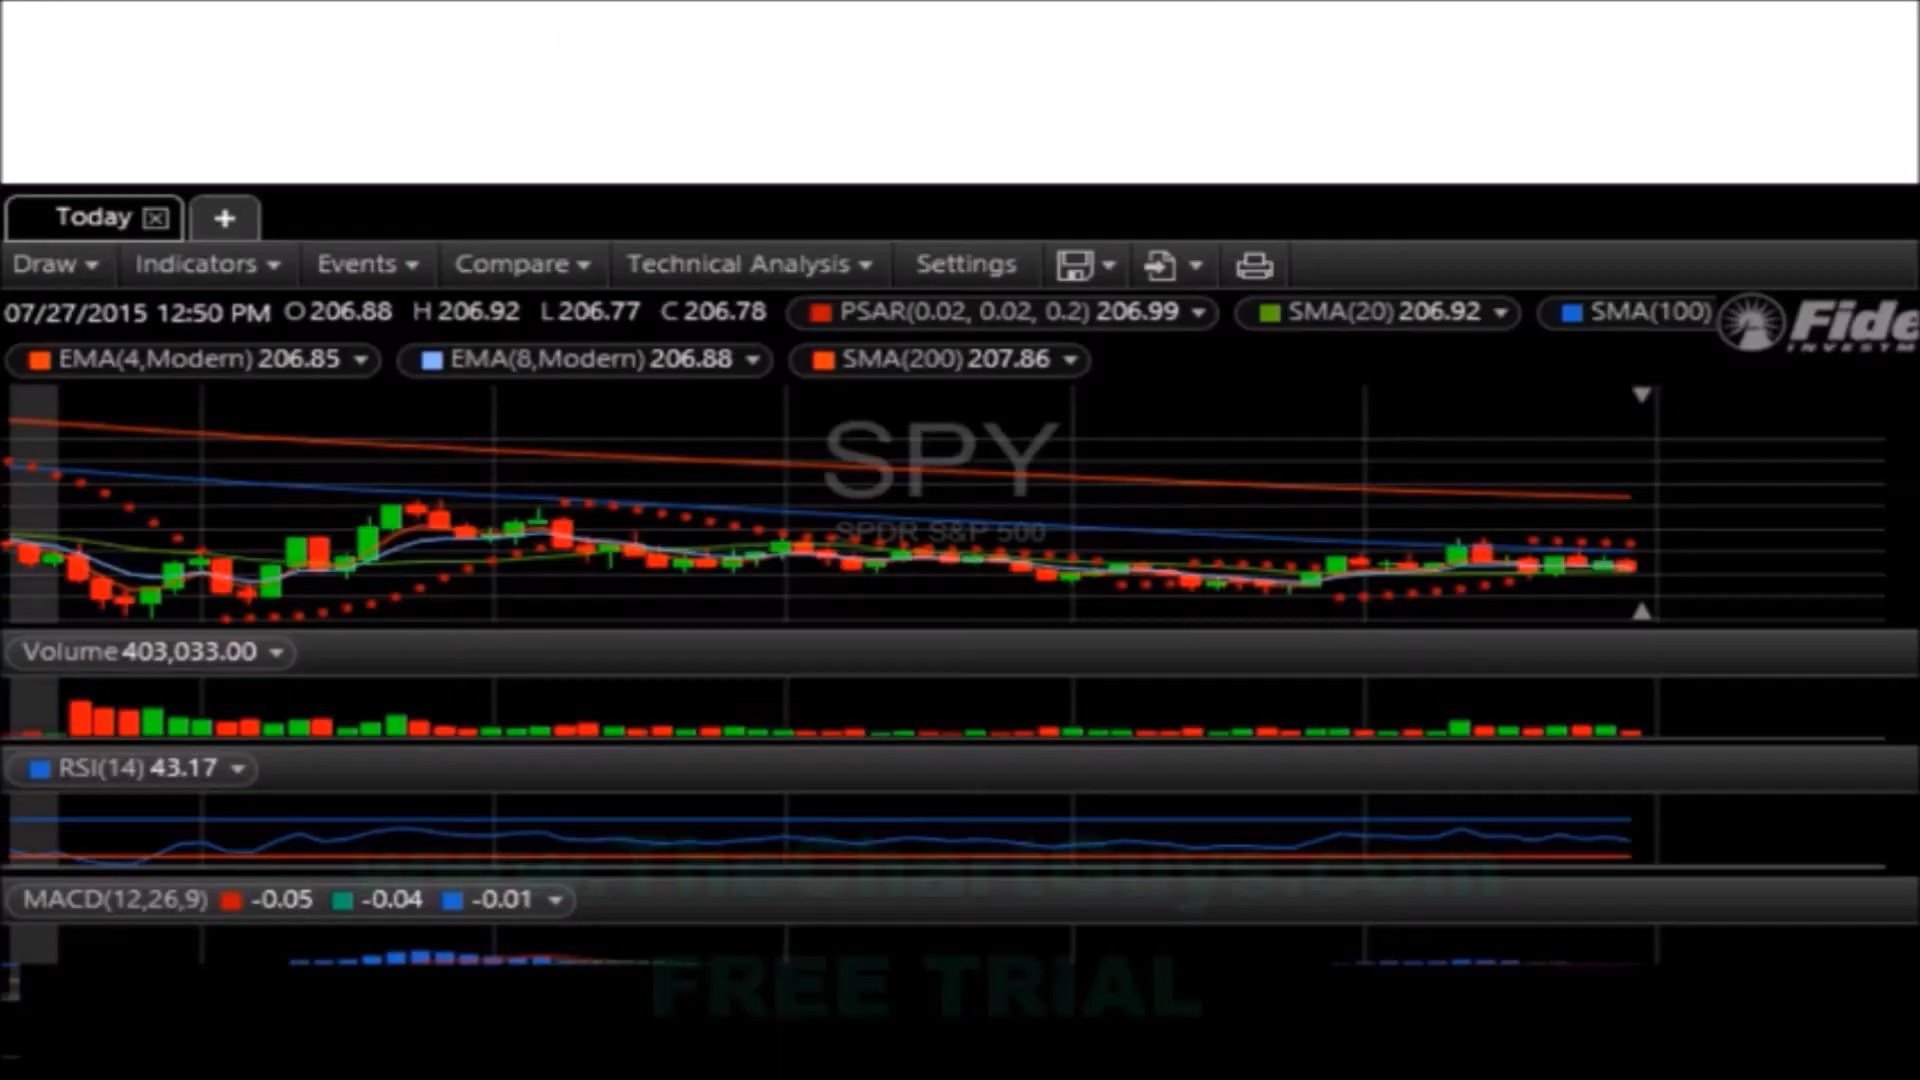 Today
+
Draw Indicators Events Compare Technical Analysis Settings
07/27/2015 12:50 PM O 206.88 H 206.92 L 206.77 C 206.78 PSAR(0.02, 0.02, 0.2) 206.99 SMA(20) 206.92 SMA(100) Fide
INVESTM
EMA(4,Modern) 206.85 EMA(8,Modern) 206.88 SMA(200) 207.86
SPY
SPDR S&P 500
Volume 403,033.00
RSI(14) 43.17
MACD(12,26,9) -0.05 -0.04 -0.01
FREE TRIAL